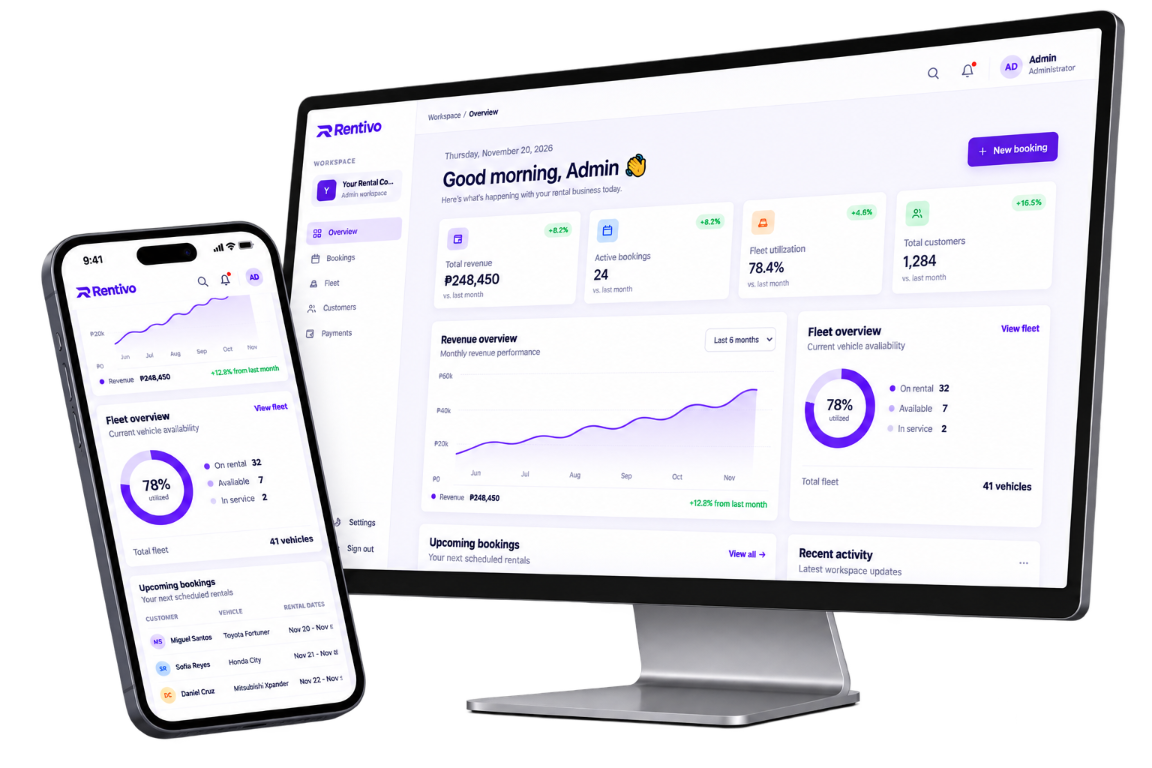 Rentivo
WORKSPACE
Y
Your Rental Co...
Admin workspace
Overview
Bookings
Fleet
Customers
Payments
Settings
Sign out
Workspace / Overview
AD
Admin
Administrator
Thursday, November 20, 2026
Good morning, Admin 👋
Here's what's happening with your rental business today.
+ New booking
+8.2%
Total revenue
₱248,450
vs. last month
+8.2%
Active bookings
24
vs. last month
+4.6%
Fleet utilization
78.4%
vs. last month
+16.5%
Total customers
1,284
vs. last month
Revenue overview
Monthly revenue performance
Last 6 months
₱60k
₱40k
₱20k
₱0
Jun Jul Aug Sep Oct Nov
Revenue ₱248,450
+12.8% from last month
Fleet overview
Current vehicle availability
View fleet
78%
utilized
On rental 32
Available 7
In service 2
Total fleet 41 vehicles
Upcoming bookings
Your next scheduled rentals
View all →
Recent activity
Latest workspace updates
...
9:41
Rentivo
AD
₱20k
₱0
Jun Jul Aug Sep Oct Nov
Revenue ₱248,450
+12.8% from last month
Fleet overview
Current vehicle availability
View fleet
78%
utilized
On rental 32
Available 7
In service 2
Total fleet 41 vehicles
Upcoming bookings
Your next scheduled rentals
CUSTOMER VEHICLE RENTAL DATES
MS Miguel Santos Toyota Fortuner Nov 20 - Nov
SR Sofia Reyes Honda City Nov 21 - Nov
DC Daniel Cruz Mitsubishi Xpander Nov 22 - Nov